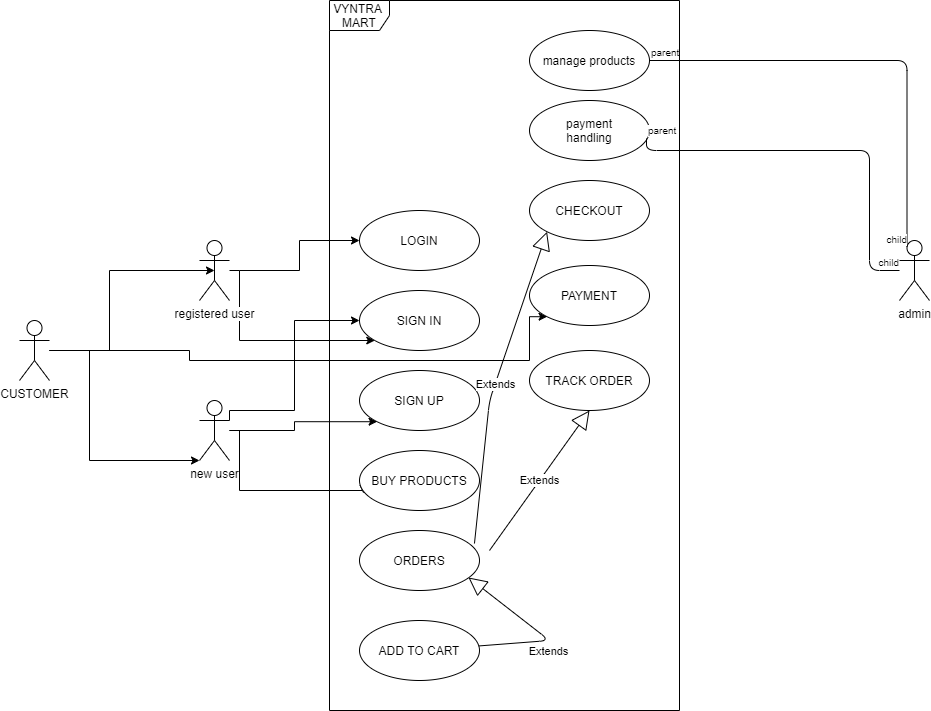 VYNTRA
MART
manage products
parent
payment
handling
parent
CHECKOUT
LOGIN
child
child
registered user
admin
SIGN IN
PAYMENT
CUSTOMER
Extends
TRACK ORDER
SIGN UP
new user
BUY PRODUCTS
Extends
ORDERS
ADD TO CART
Extends